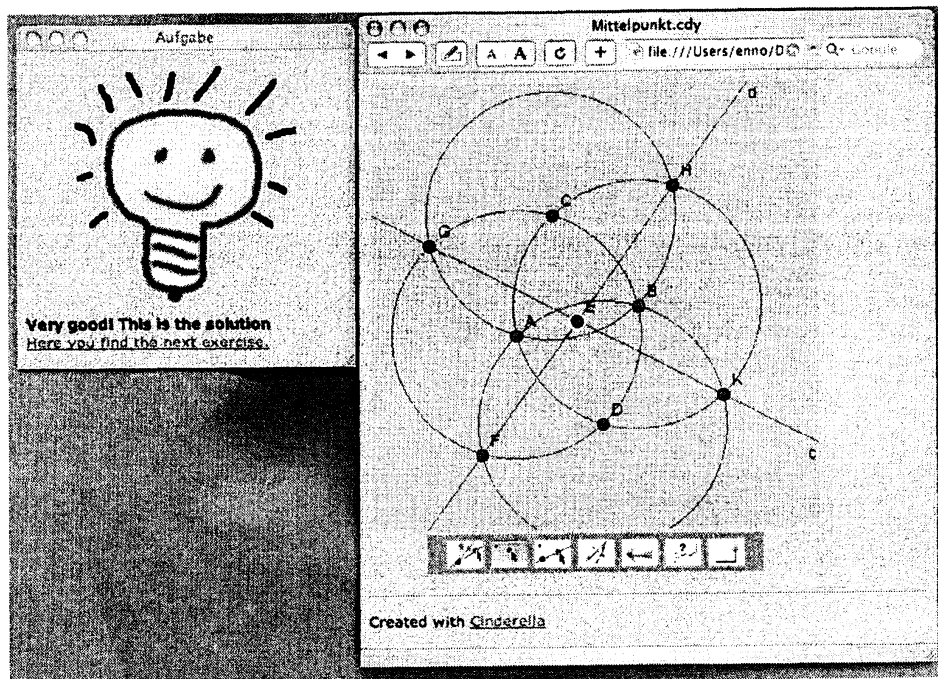 Aufgabe
Very good! This is the solution
Here you find the next exercise.
Mittelpunkt.cdy
A A C +
file:///Users/enno/D
Google
d
H
C
G
B
E
A
K
D
F
c
?
Created with Cinderella